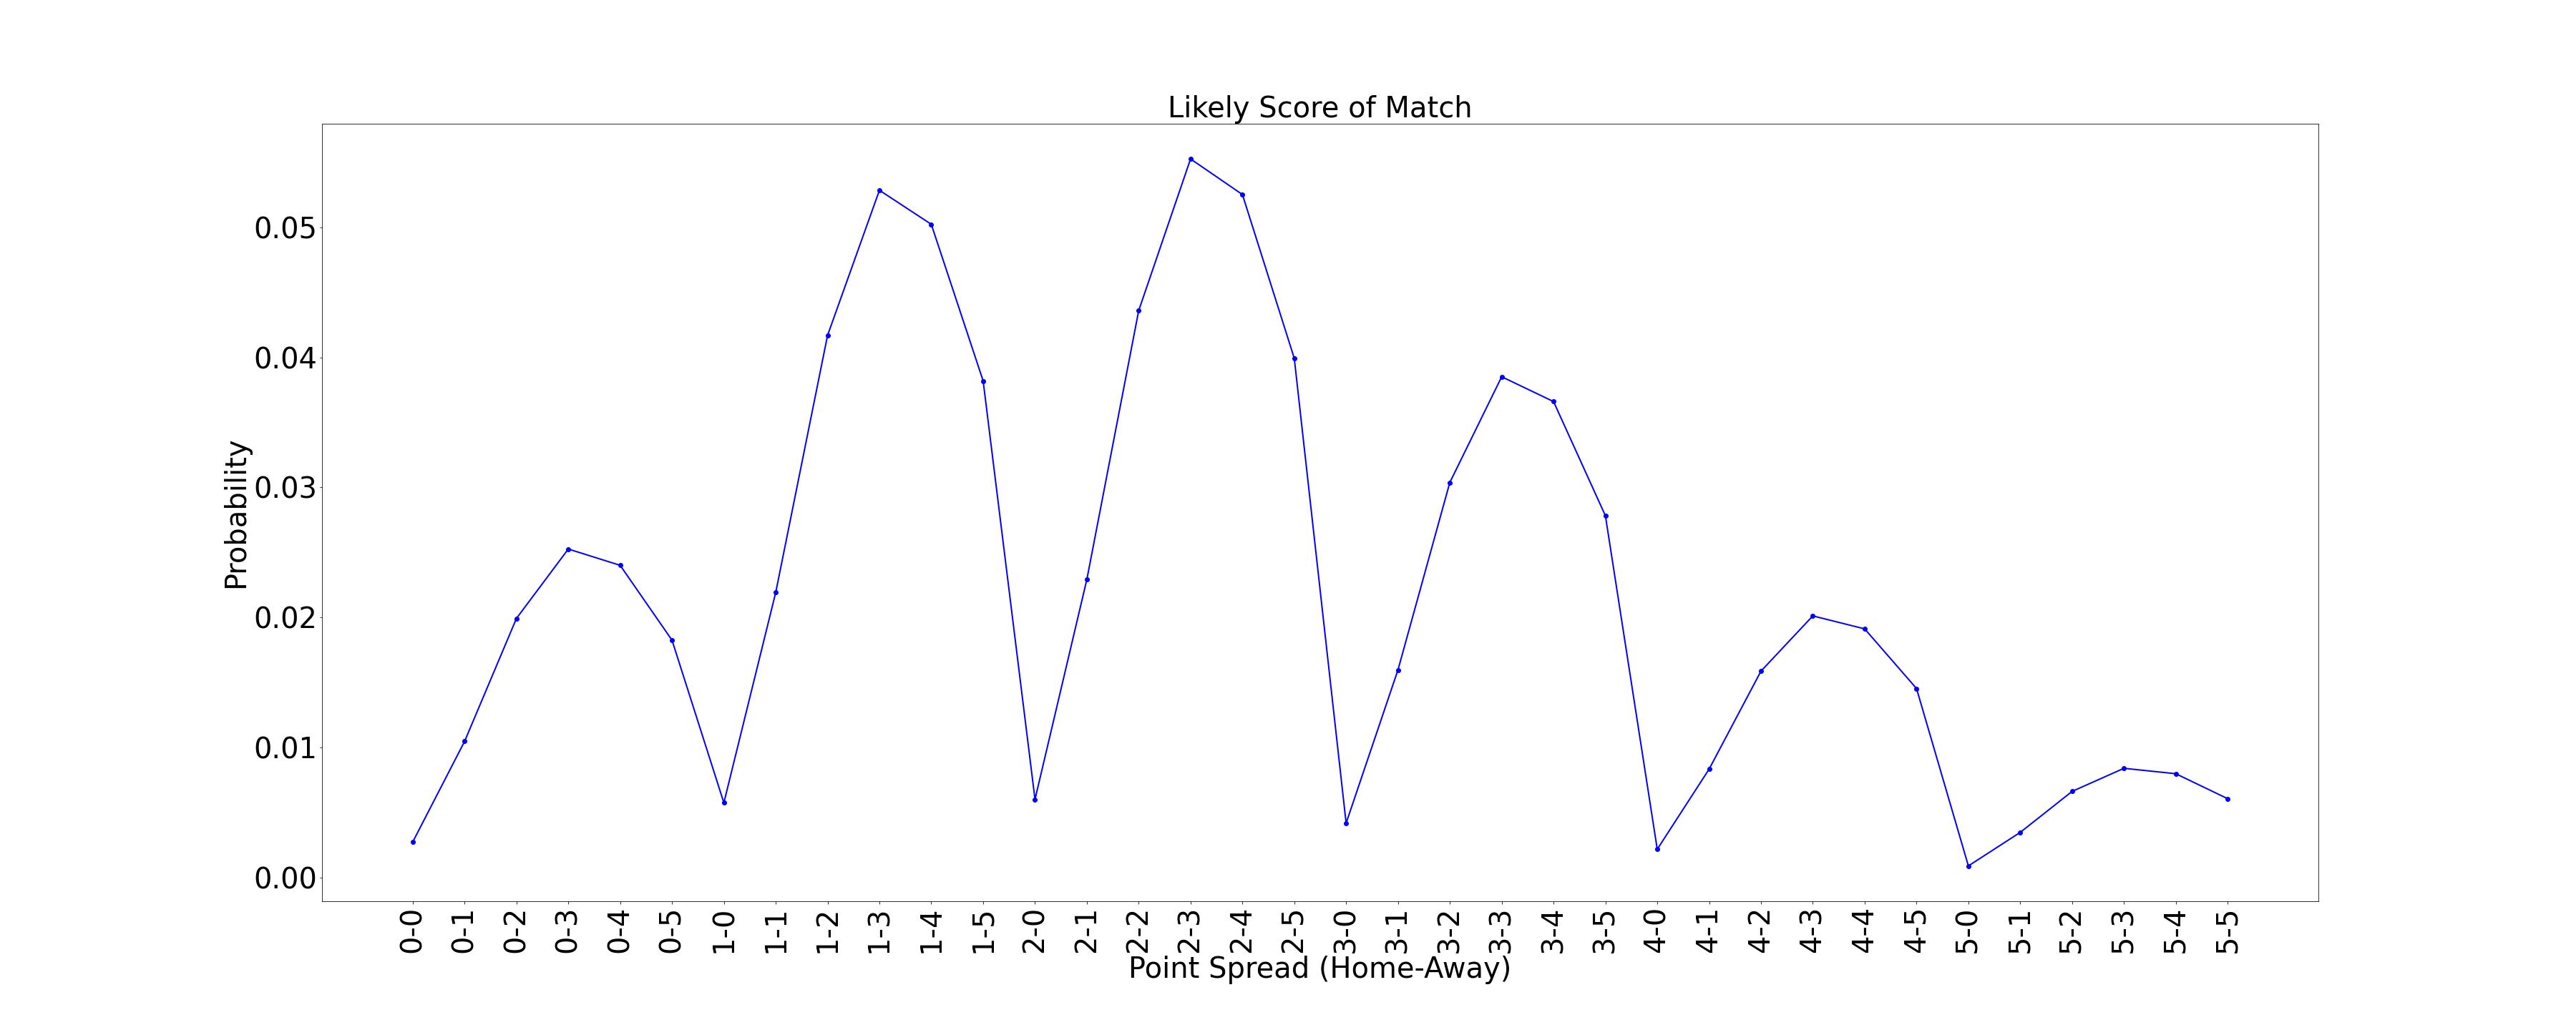 Likely Score of Match
Probability
0.05
0.04
0.03
0.02
0.01
0.00
0-0 0-1 0-2 0-3 0-4 0-5 1-0 1-1 1-2 1-3 1-4 1-5 2-0 2-1 2-2 2-3 2-4 2-5 3-0 3-1 3-2 3-3 3-4 3-5 4-0 4-1 4-2 4-3 4-4 4-5 5-0 5-1 5-2 5-3 5-4 5-5
Point Spread (Home-Away)